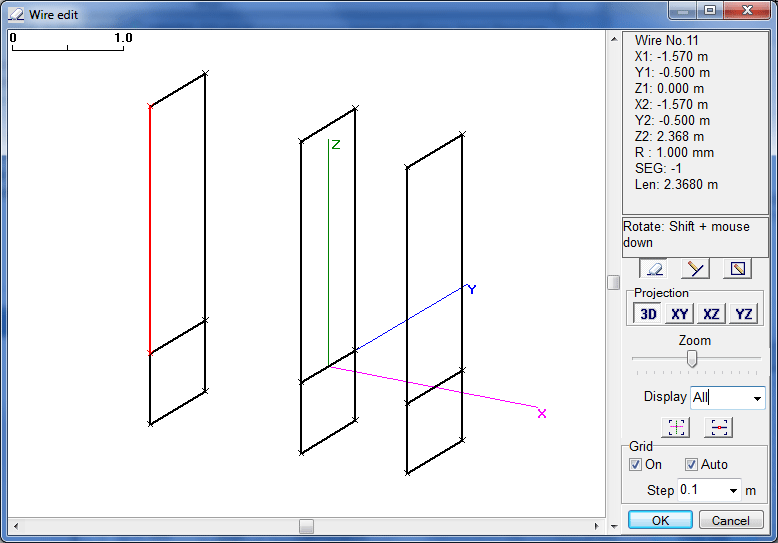 Wire edit
0 1.0
Z
Y
X
Wire No.11
X1: -1.570 m
Y1: -0.500 m
Z1: 0.000 m
X2: -1.570 m
Y2: -0.500 m
Z2: 2.368 m
R : 1.000 mm
SEG: -1
Len: 2.3680 m
Rotate: Shift + mouse
down
Projection
3D XY XZ YZ
Zoom
Display All
Grid
On Auto
Step 0.1 m
OK Cancel